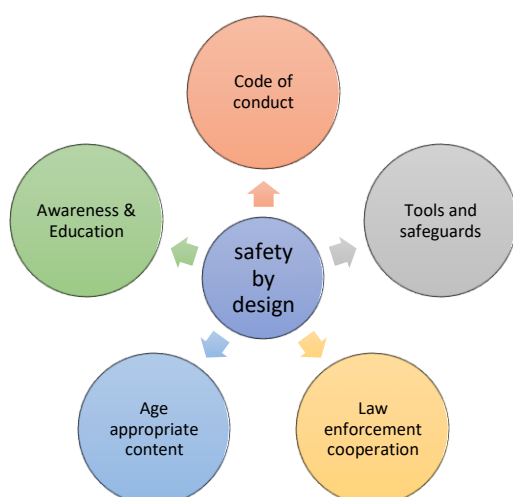 Code of
conduct
Awareness &
Education
Tools and
safeguards
safety
by
design
Age
appropriate
content
Law
enforcement
cooperation